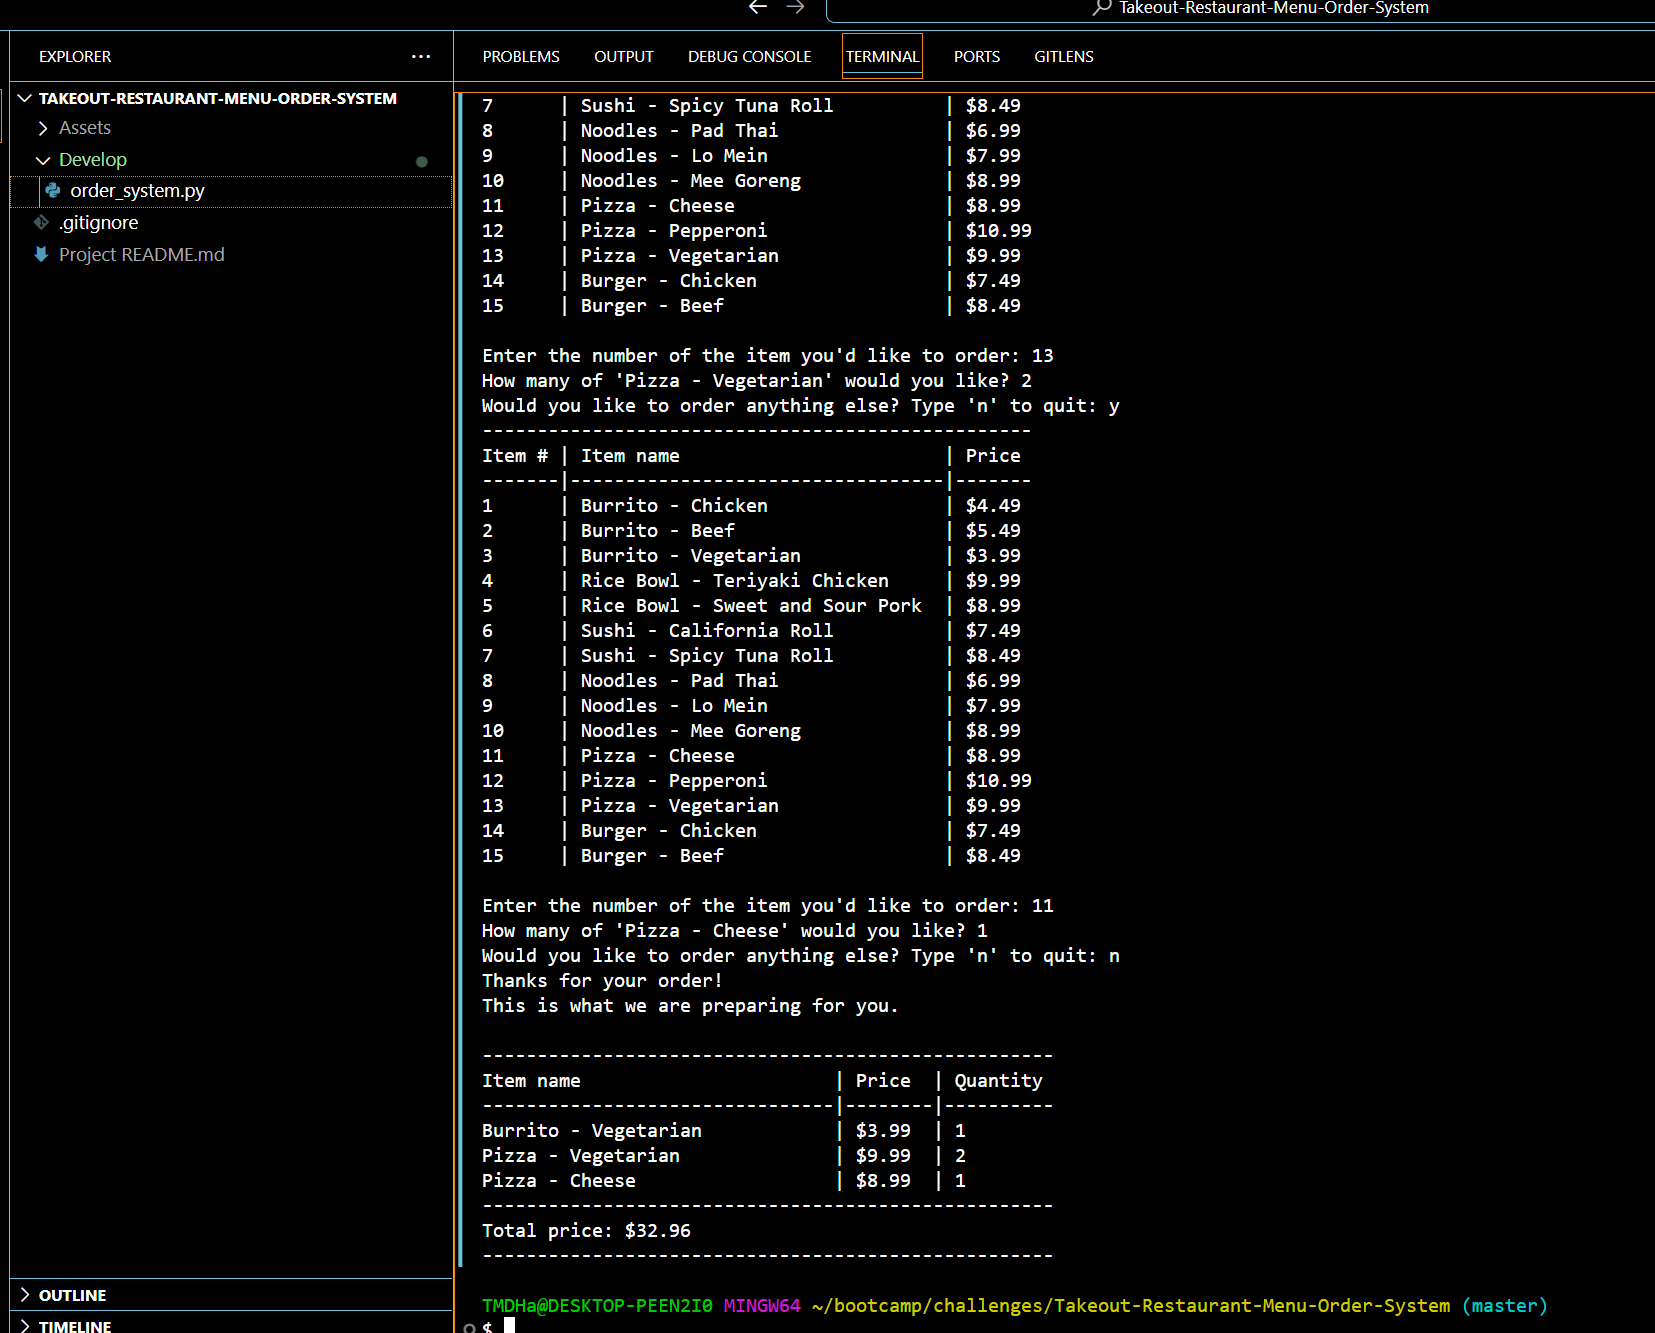 Takeout-Restaurant-Menu-Order-System
EXPLORER
TAKEOUT-RESTAURANT-MENU-ORDER-SYSTEM
Assets
Develop
order_system.py
.gitignore
Project README.md
OUTLINE
TIMELINE
PROBLEMS OUTPUT DEBUG CONSOLE TERMINAL PORTS GITLENS
7      | Sushi - Spicy Tuna Roll          | $8.49
8      | Noodles - Pad Thai               | $6.99
9      | Noodles - Lo Mein                | $7.99
10     | Noodles - Mee Goreng             | $8.99
11     | Pizza - Cheese                   | $8.99
12     | Pizza - Pepperoni                | $10.99
13     | Pizza - Vegetarian               | $9.99
14     | Burger - Chicken                 | $7.49
15     | Burger - Beef                    | $8.49
Enter the number of the item you'd like to order: 13
How many of 'Pizza - Vegetarian' would you like? 2
Would you like to order anything else? Type 'n' to quit: y
--------------------------------------------------
Item # | Item name                        | Price
-------|----------------------------------|-------
1      | Burrito - Chicken                | $4.49
2      | Burrito - Beef                   | $5.49
3      | Burrito - Vegetarian             | $3.99
4      | Rice Bowl - Teriyaki Chicken     | $9.99
5      | Rice Bowl - Sweet and Sour Pork  | $8.99
6      | Sushi - California Roll          | $7.49
7      | Sushi - Spicy Tuna Roll          | $8.49
8      | Noodles - Pad Thai               | $6.99
9      | Noodles - Lo Mein                | $7.99
10     | Noodles - Mee Goreng             | $8.99
11     | Pizza - Cheese                   | $8.99
12     | Pizza - Pepperoni                | $10.99
13     | Pizza - Vegetarian               | $9.99
14     | Burger - Chicken                 | $7.49
15     | Burger - Beef                    | $8.49
Enter the number of the item you'd like to order: 11
How many of 'Pizza - Cheese' would you like? 1
Would you like to order anything else? Type 'n' to quit: n
Thanks for your order!
This is what we are preparing for you.
----------------------------------------------------
Item name                       | Price  | Quantity
--------------------------------|--------|----------
Burrito - Vegetarian            | $3.99  | 1
Pizza - Vegetarian              | $9.99  | 2
Pizza - Cheese                  | $8.99  | 1
----------------------------------------------------
Total price: $32.96
----------------------------------------------------
TMDHa@DESKTOP-PEEN2I0 MINGW64 ~/bootcamp/challenges/Takeout-Restaurant-Menu-Order-System (master)
$